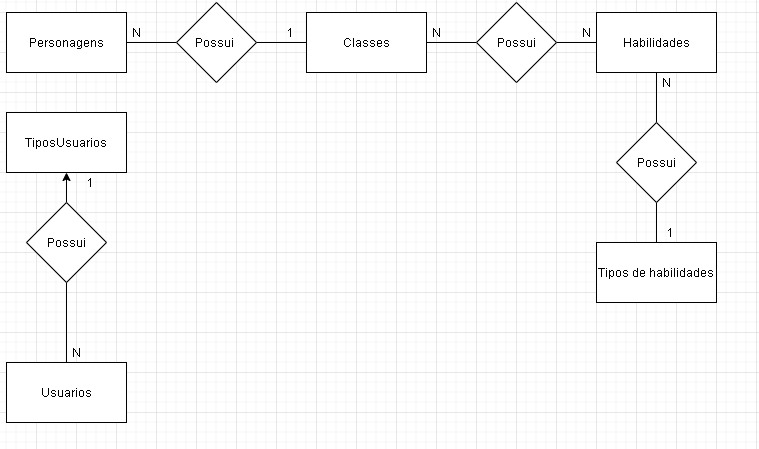 Personagens
N
Possui
1
Classes
N
Possui
N
Habilidades
N
Possui
1
Tipos de habilidades
TiposUsuarios
1
Possui
N
Usuarios